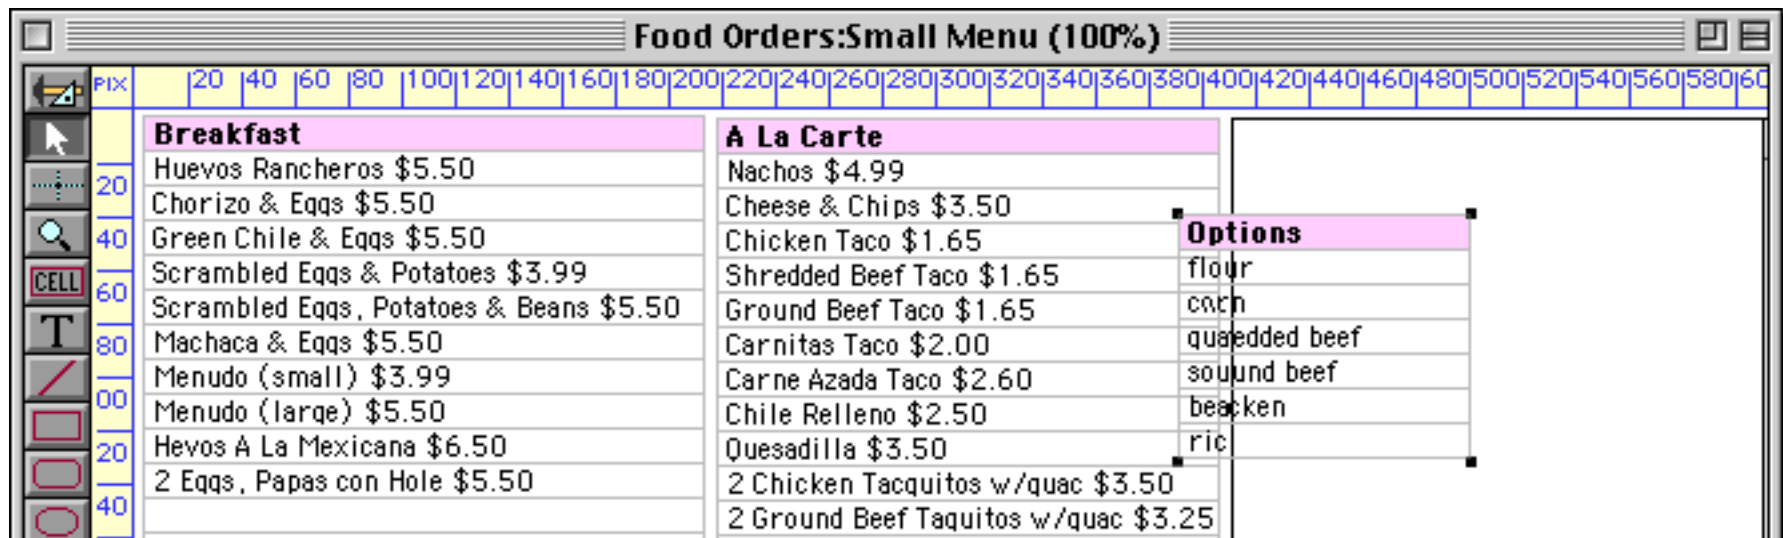 Food Orders:Small Menu (100%)
PIX 20 40 60 80 100 120 140 160 180 200 220 240 260 280 300 320 340 360 380 400 420 440 460 480 500 520 540 560 580 60
20
40
60
80
00
20
40
CELL
T
Breakfast
Huevos Rancheros $5.50
Chorizo & Eggs $5.50
Green Chile & Eggs $5.50
Scrambled Eggs & Potatoes $3.99
Scrambled Eggs, Potatoes & Beans $5.50
Machaca & Eggs $5.50
Menudo (small) $3.99
Menudo (large) $5.50
Hevos A La Mexicana $6.50
2 Eggs, Papas con Hole $5.50
A La Carte
Nachos $4.99
Cheese & Chips $3.50
Chicken Taco $1.65
Shredded Beef Taco $1.65
Ground Beef Taco $1.65
Carnitas Taco $2.00
Carne Azada Taco $2.60
Chile Relleno $2.50
Quesadilla $3.50
2 Chicken Tacquitos w/guac $3.50
2 Ground Beef Taquitos w/guac $3.25
Options
flour
corn
beef
beef
ric